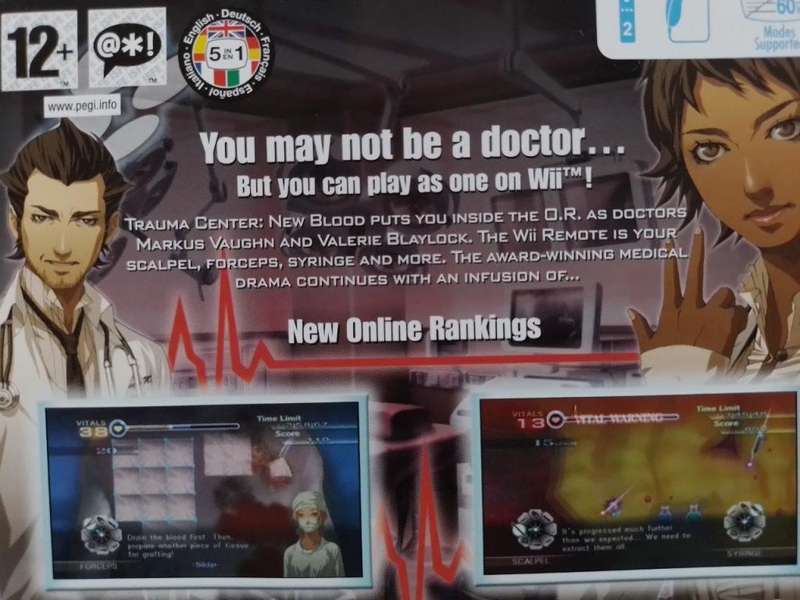 12+
@*!
www.pegi.info
English · Deutsch · Français · Español · Italiano
5 IN EN 1
2
60
Modes
Supporte
You may not be a doctor...
But you can play as one on Wii™!
TRAUMA CENTER: NEW BLOOD PUTS YOU INSIDE THE O.R. AS DOCTORS
MARKUS VAUGHN AND VALERIE BLAYLOCK. THE WII REMOTE IS YOUR
SCALPEL, FORCEPS, SYRINGE AND MORE. THE AWARD-WINNING MEDICAL
DRAMA CONTINUES WITH AN INFUSION OF...
New Online Rankings
VITALS
38
Time Limit
Score
Drain the blood first. Then,
prepare another piece of tissue
for grafting!
FORCEPS
VITALS
13
VITAL WARNING
Time Limit
Score
It's progressed much further
than we expected... We need to
extract them all.
SCALPEL
SYRINGE